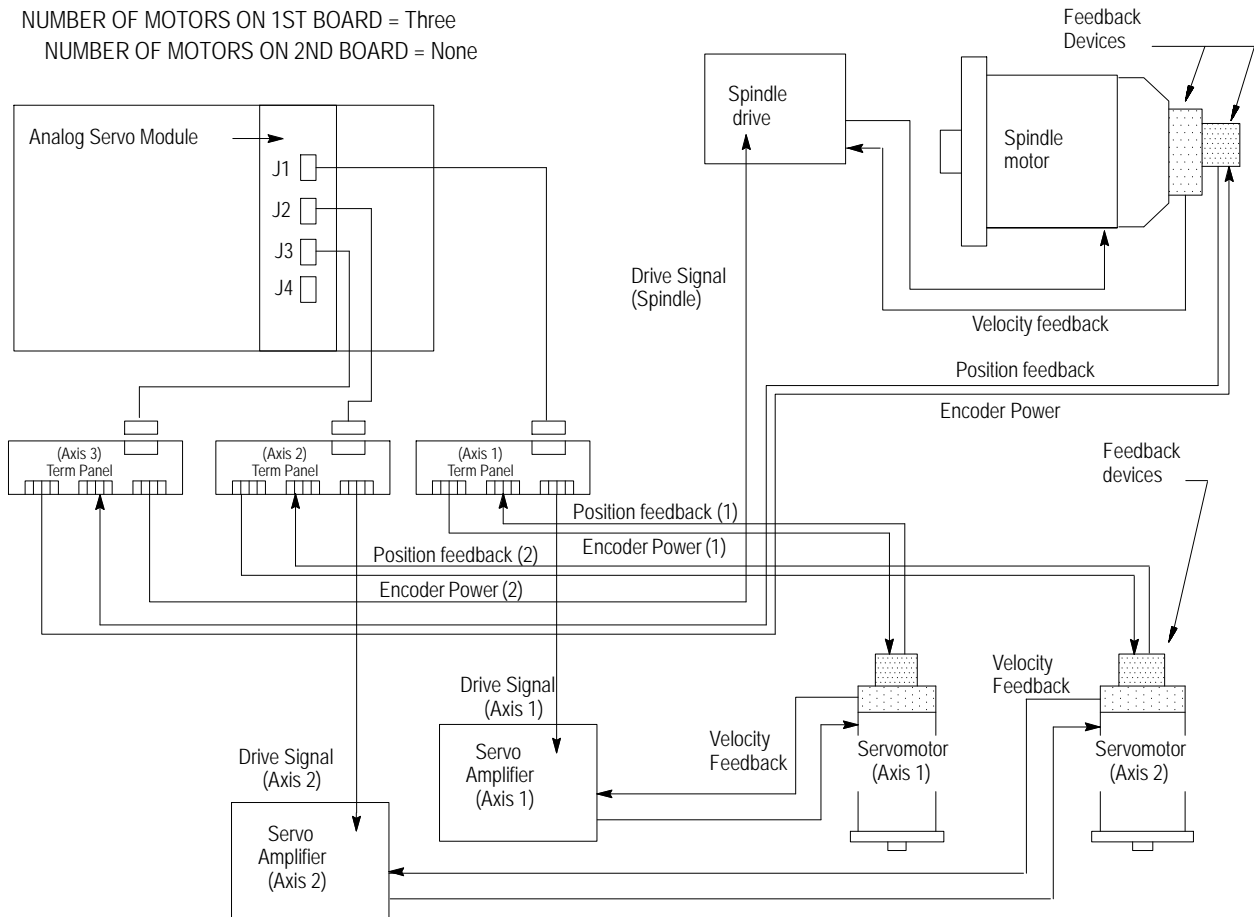 NUMBER OF MOTORS ON 1ST BOARD = Three
NUMBER OF MOTORS ON 2ND BOARD = None
Feedback
Devices
Analog Servo Module
J1
J2
J3
J4
Spindle
drive
Spindle
motor
Drive Signal
(Spindle)
Velocity feedback
Position feedback
Encoder Power
(Axis 3)
Term Panel
(Axis 2)
Term Panel
(Axis 1)
Term Panel
Feedback
devices
Position feedback (1)
Encoder Power (1)
Position feedback (2)
Encoder Power (2)
Drive Signal
(Axis 1)
Servo
Amplifier
(Axis 1)
Velocity
Feedback
Servomotor
(Axis 1)
Velocity
Feedback
Servomotor
(Axis 2)
Drive Signal
(Axis 2)
Servo
Amplifier
(Axis 2)